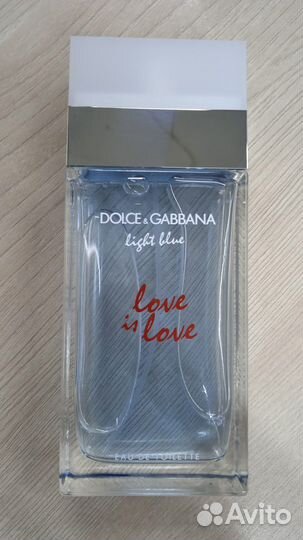 DOLCE & GABBANA
light blue
love
is love
EAU DE TOILETTE
Avito